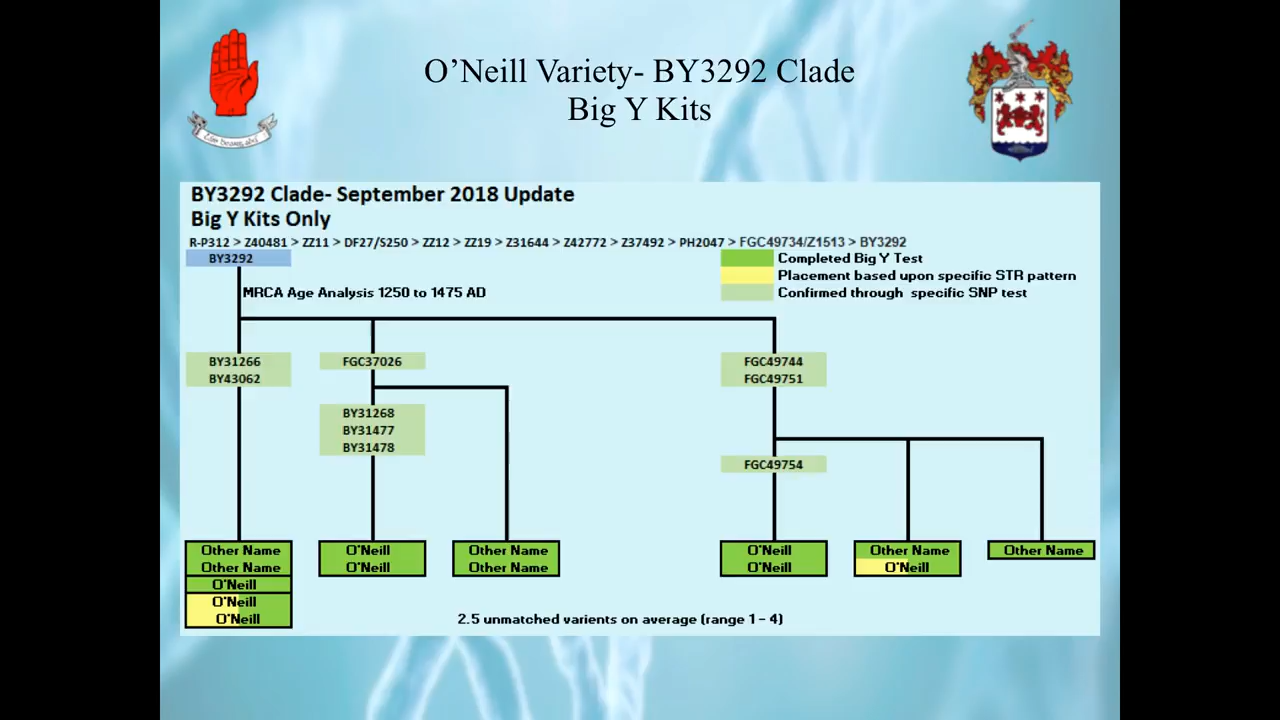 O’Neill Variety- BY3292 Clade
Big Y Kits
BY3292 Clade- September 2018 Update
Big Y Kits Only
R-P312 > Z40481 > ZZ11 > DF27/S250 > ZZ12 > ZZ19 > Z31644 > Z42772 > Z37492 > PH2047 > FGC49734/Z1513 > BY3292
BY3292
Completed Big Y Test
Placement based upon specific STR pattern
Confirmed through specific SNP test
MRCA Age Analysis 1250 to 1475 AD
BY31266
BY43062
FGC37026
FGC49744
FGC49751
BY31268
BY31477
BY31478
FGC49754
Other Name
Other Name
O'Neill
O'Neill
O'Neill
O'Neill
O'Neill
Other Name
Other Name
O'Neill
O'Neill
Other Name
O'Neill
Other Name
2.5 unmatched varients on average (range 1 - 4)